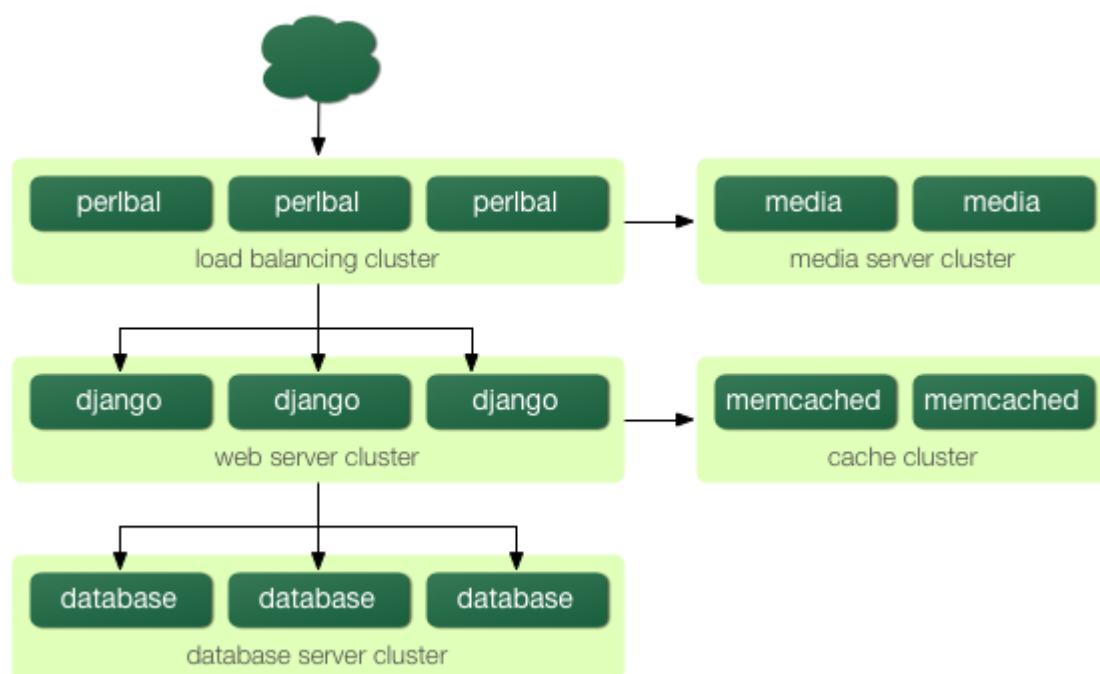 perlbal perlbal perlbal
load balancing cluster
media media
media server cluster
django django django
web server cluster
memcached memcached
cache cluster
database database database
database server cluster